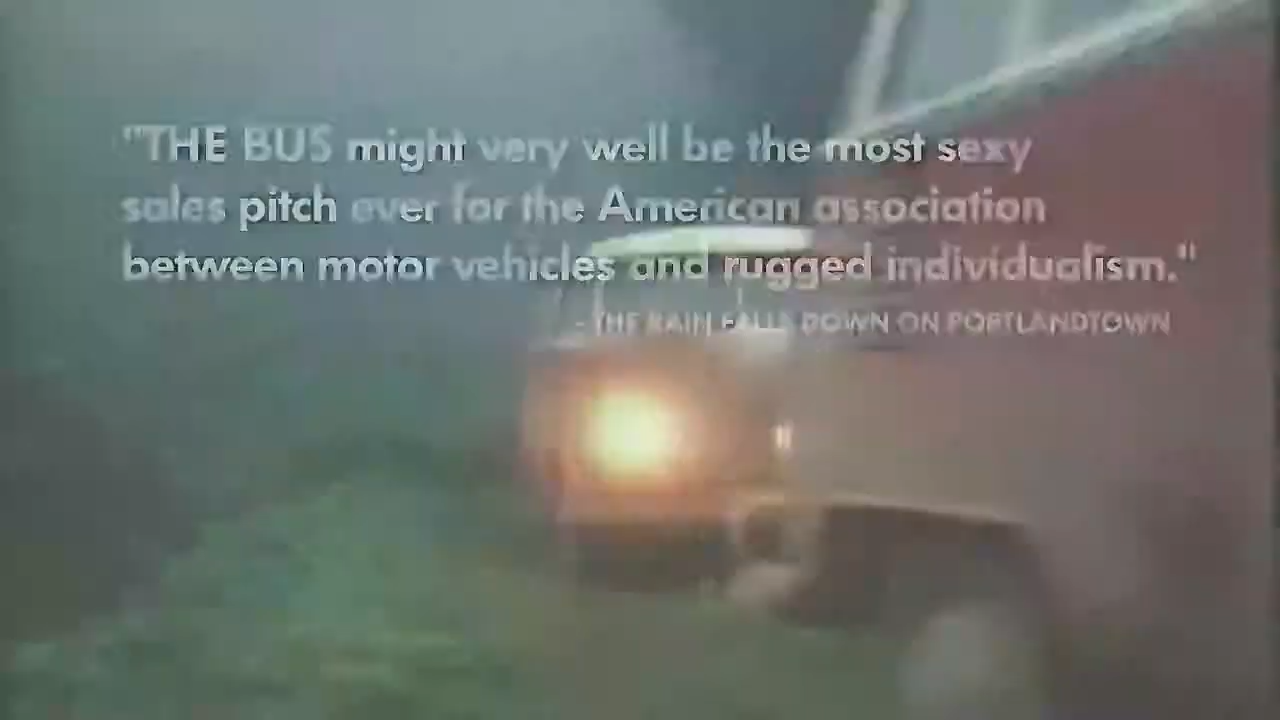 "THE BUS might very well be the most sexy
sales pitch ever for the American association
between motor vehicles and rugged individualism."
- THE RAIN FALLS DOWN ON PORTLANDTOWN